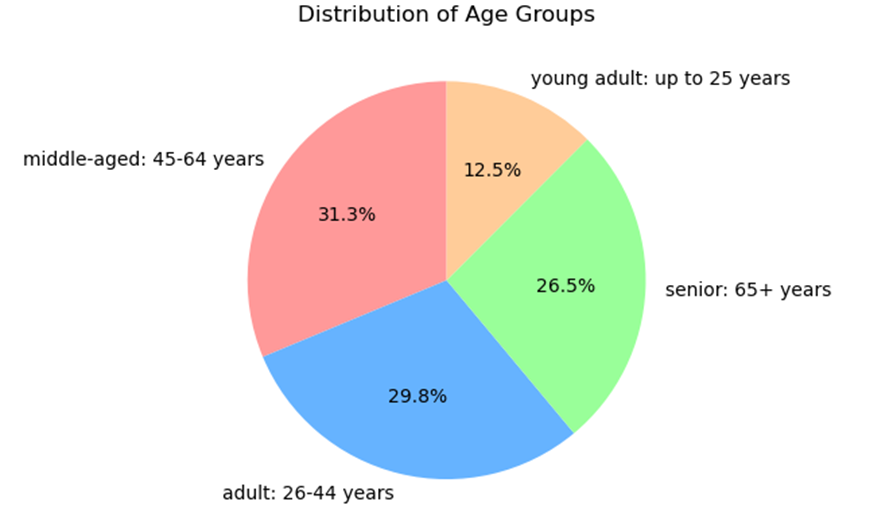 Distribution of Age Groups
young adult: up to 25 years
middle-aged: 45-64 years
12.5%
31.3%
26.5%
senior: 65+ years
29.8%
adult: 26-44 years